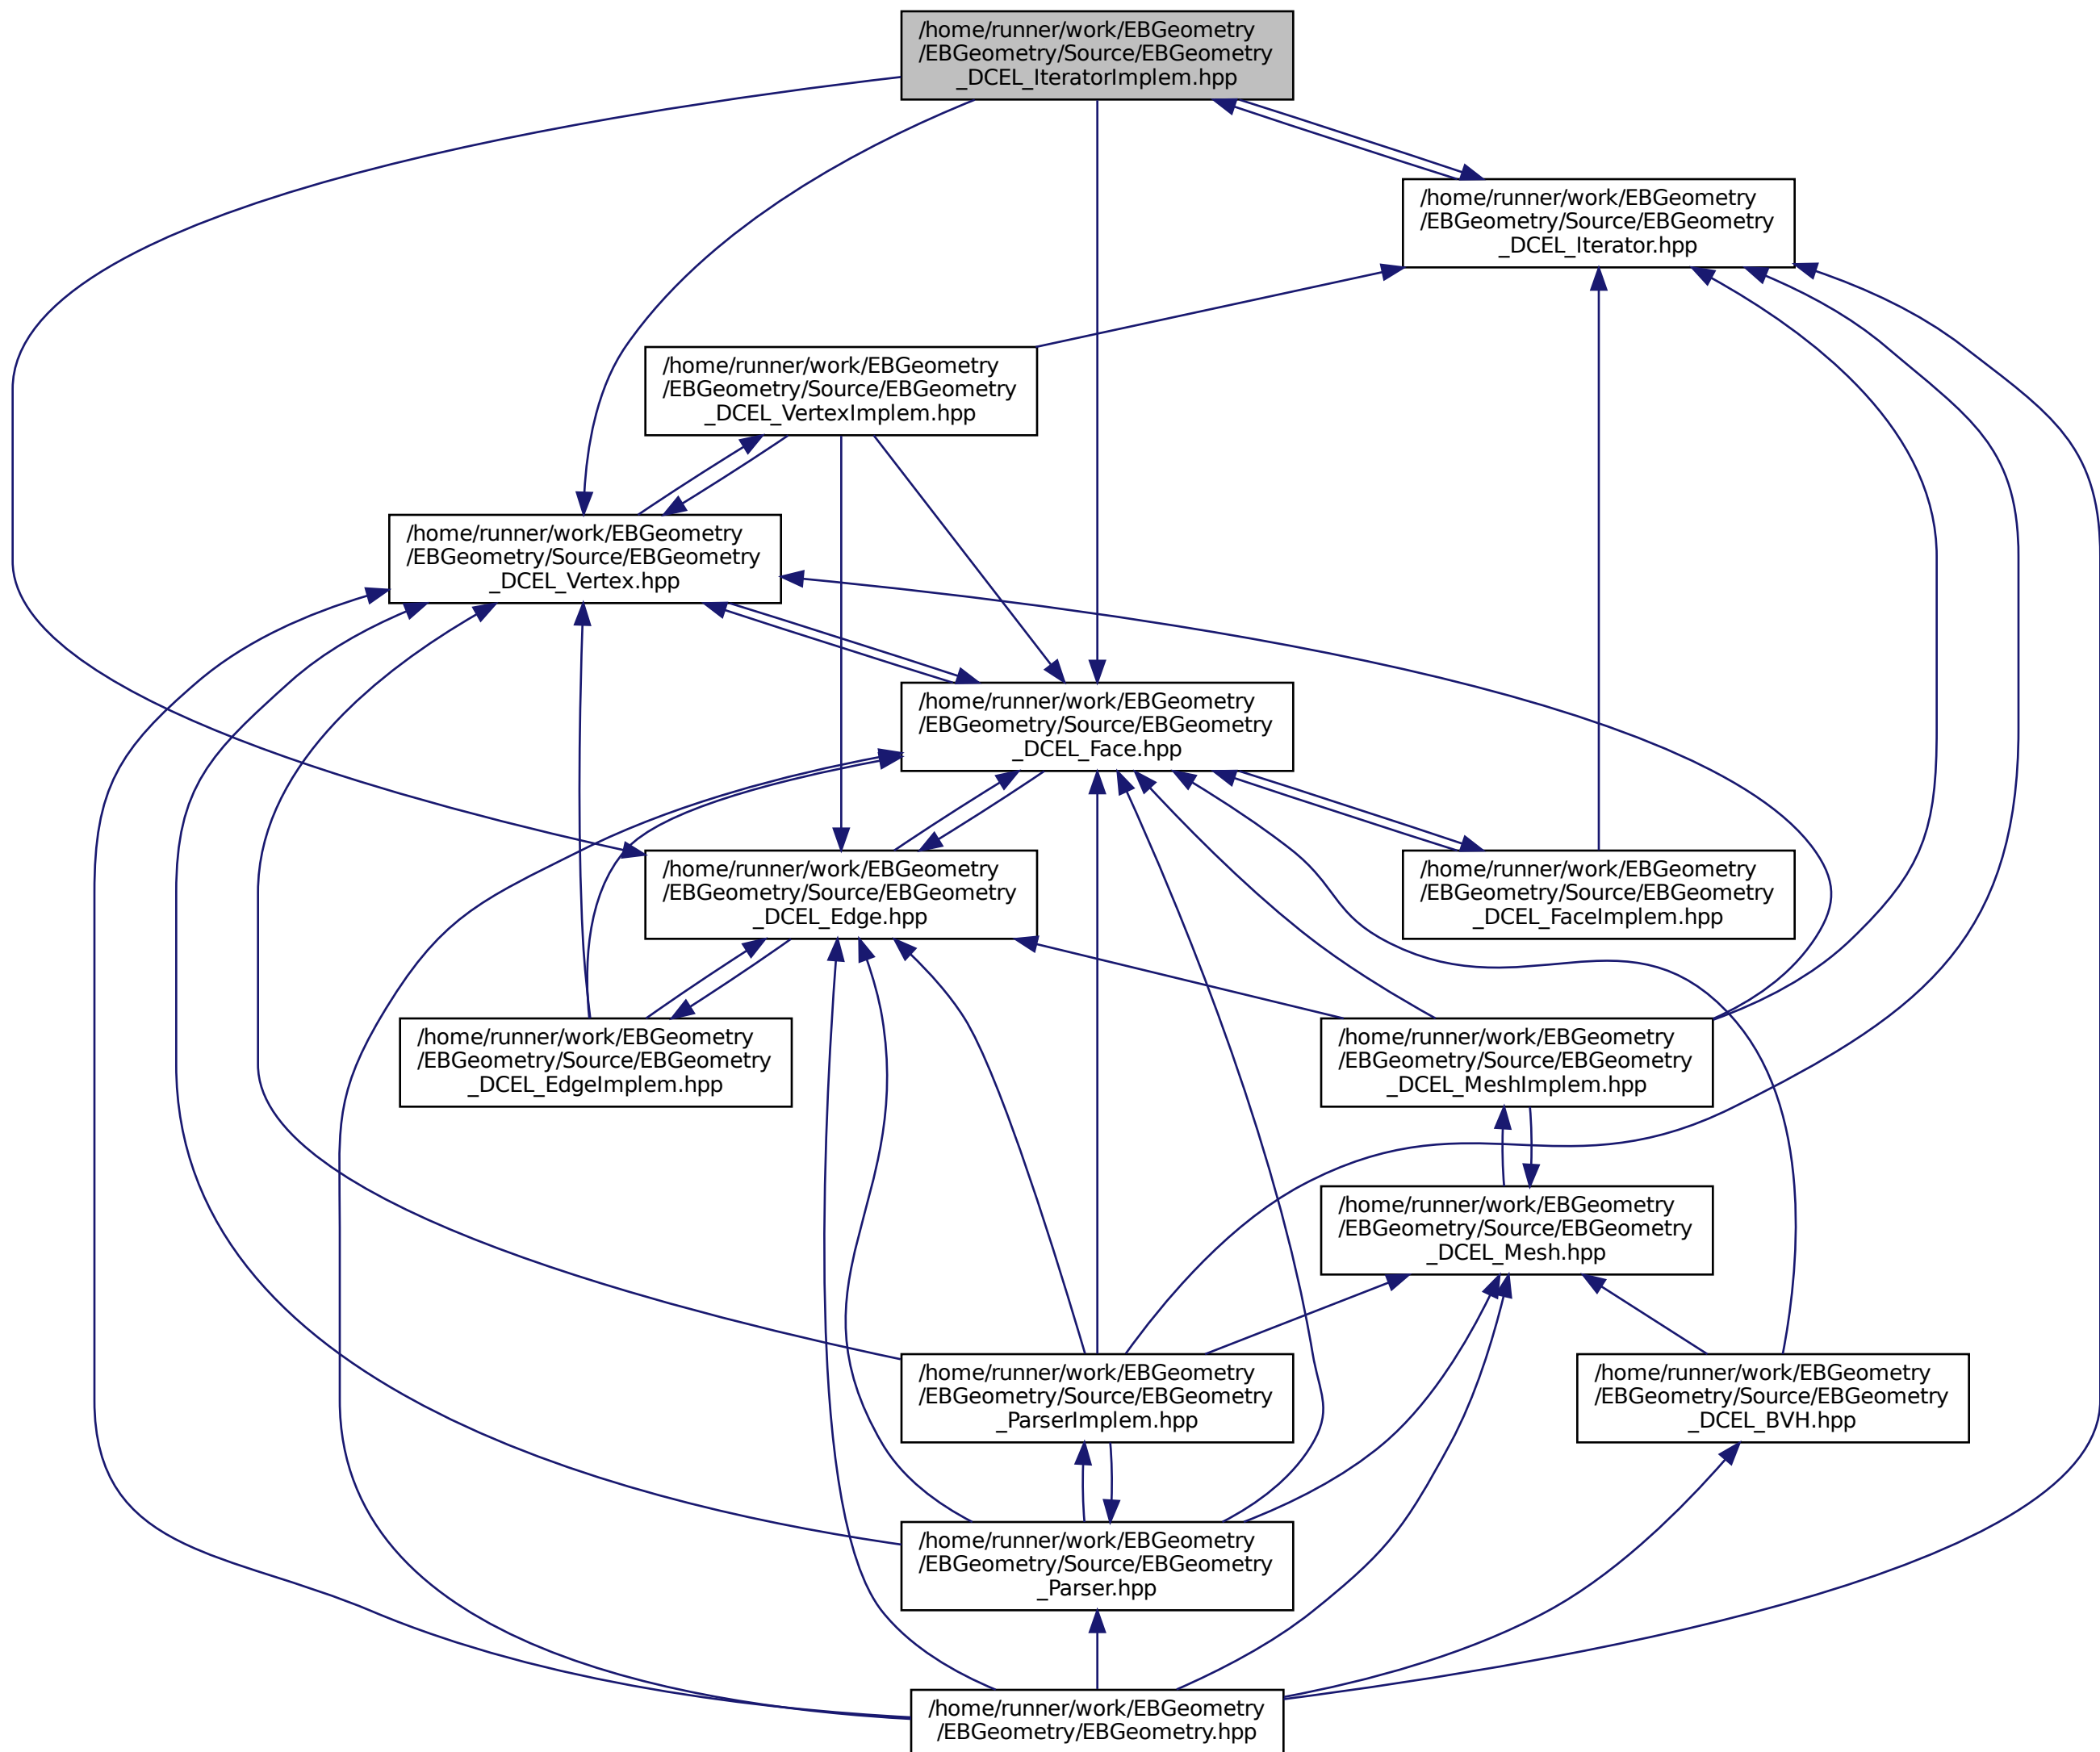 /home/runner/work/EBGeometry
/EBGeometry/Source/EBGeometry
_DCEL_IteratorImplem.hpp
/home/runner/work/EBGeometry
/EBGeometry/Source/EBGeometry
_DCEL_Iterator.hpp
/home/runner/work/EBGeometry
/EBGeometry/Source/EBGeometry
_DCEL_VertexImplem.hpp
/home/runner/work/EBGeometry
/EBGeometry/Source/EBGeometry
_DCEL_Vertex.hpp
/home/runner/work/EBGeometry
/EBGeometry/Source/EBGeometry
_DCEL_Face.hpp
/home/runner/work/EBGeometry
/EBGeometry/Source/EBGeometry
_DCEL_Edge.hpp
/home/runner/work/EBGeometry
/EBGeometry/Source/EBGeometry
_DCEL_FaceImplem.hpp
/home/runner/work/EBGeometry
/EBGeometry/Source/EBGeometry
_DCEL_EdgeImplem.hpp
/home/runner/work/EBGeometry
/EBGeometry/Source/EBGeometry
_DCEL_MeshImplem.hpp
/home/runner/work/EBGeometry
/EBGeometry/Source/EBGeometry
_DCEL_Mesh.hpp
/home/runner/work/EBGeometry
/EBGeometry/Source/EBGeometry
_ParserImplem.hpp
/home/runner/work/EBGeometry
/EBGeometry/Source/EBGeometry
_DCEL_BVH.hpp
/home/runner/work/EBGeometry
/EBGeometry/Source/EBGeometry
_Parser.hpp
/home/runner/work/EBGeometry
/EBGeometry/EBGeometry.hpp